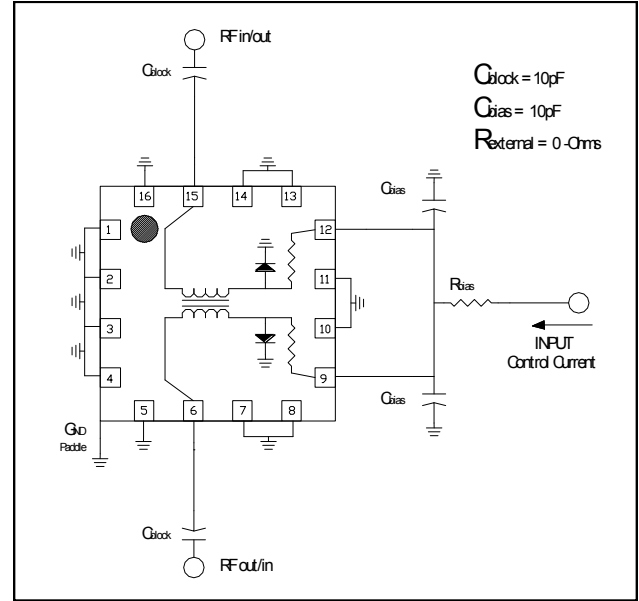 RF in/out
Cblock
Cblock = 10pF
Cbias = 10pF
Rexternal = 0 -Ohms
16
15
14
13
Cbias
1
12
2
11
Rbias
3
10
INPUT
Control Current
4
9
Cbias
5
6
7
8
GND
Paddle
Cblock
RF out/in